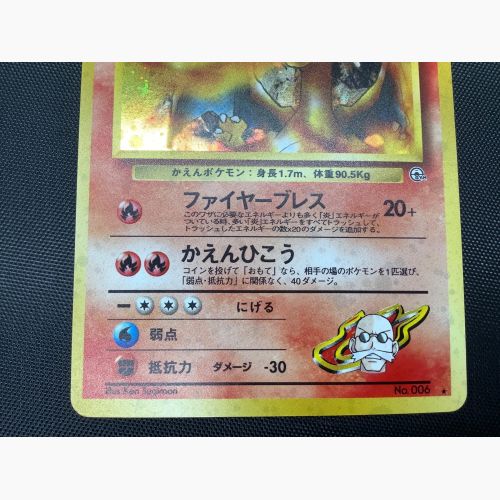 かえんポケモン：身長1.7m、体重90.5Kg
ファイヤーブレス 20+
このワザに必要なエネルギーよりも多く「炎」エネルギーが
ついている時、多い「炎」エネルギーをすべてトラッシュして、
トラッシュしたエネルギーの数×20のダメージを追加する。
かえんひこう
コインを投げて「おもて」なら、相手の場のポケモンを1匹選び、
「弱点・抵抗力」に関係なく、40ダメージ。
にげる
弱点
抵抗力 ダメージ -30
Illus. Ken Sugimori
No. 006 ★